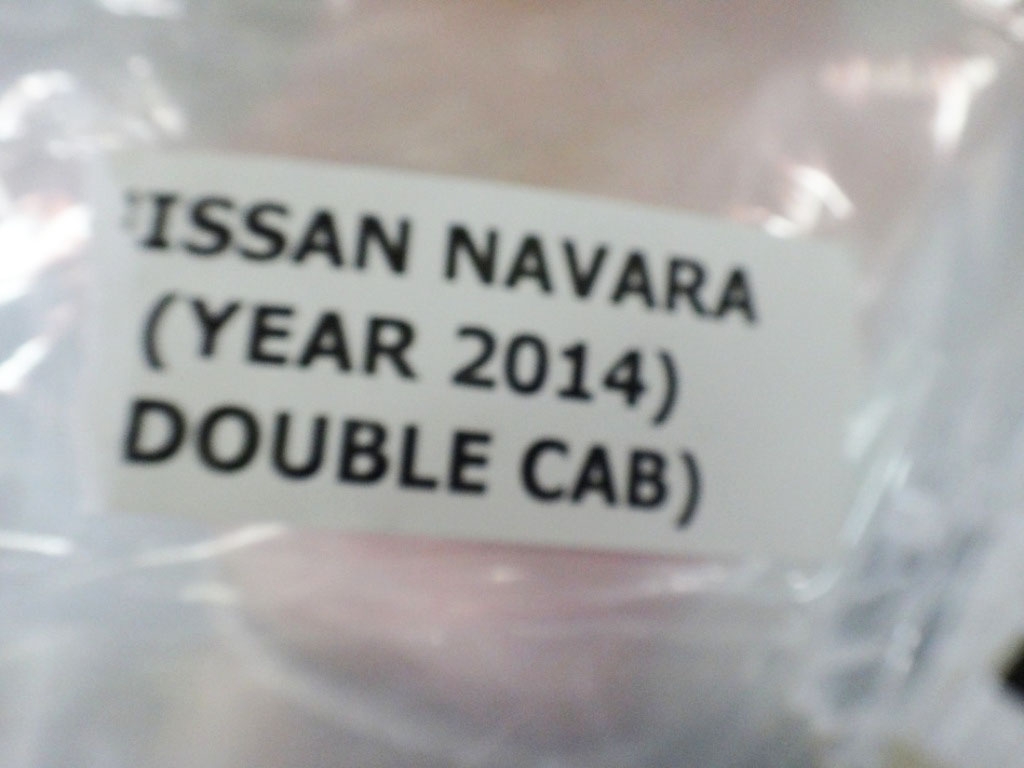 ISSAN NAVARA
(YEAR 2014)
DOUBLE CAB)